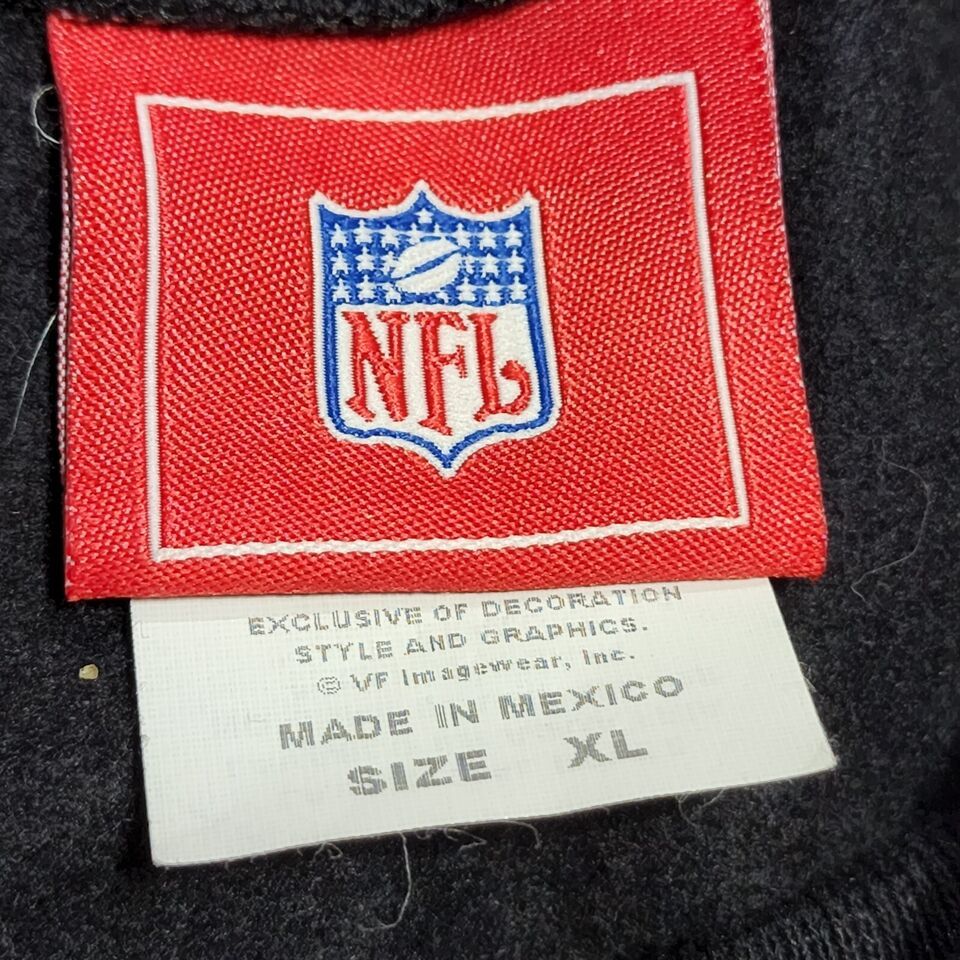 NFL
EXCLUSIVE OF DECORATION
STYLE AND GRAPHICS.
© VF Imagewear, Inc.
MADE IN MEXICO
SIZE XL